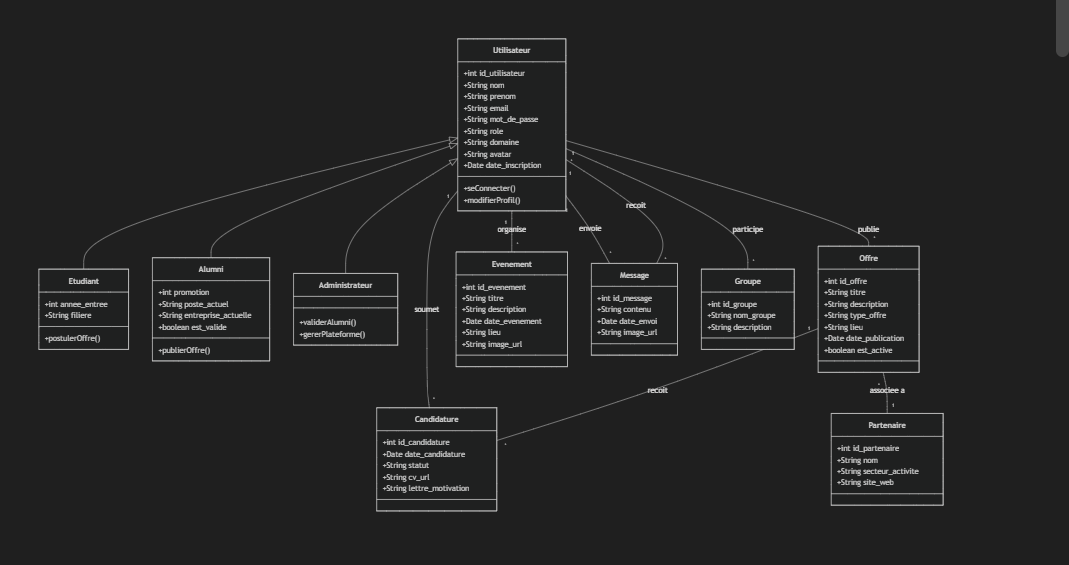 Utilisateur
+int id_utilisateur
+String nom
+String prenom
+String email
+String mot_de_passe
+String role
+String domaine
+String avatar
+Date date_inscription
+seConnecter()
+modifierProfil()
recoit
organise
envoie
participe
publie
Etudiant
+int annee_entree
+String filiere
+postulerOffre()
Alumni
+int promotion
+String poste_actuel
+String entreprise_actuelle
+boolean est_valide
+publierOffre()
Administrateur
+validerAlumni()
+gererPlateforme()
soumet
Evenement
+int id_evenement
+String titre
+String description
+Date date_evenement
+String lieu
+String image_url
Message
+int id_message
+String contenu
+Date date_envoi
+String image_url
Groupe
+int id_groupe
+String nom_groupe
+String description
Offre
+int id_offre
+String titre
+String description
+String type_offre
+String lieu
+Date date_publication
+boolean est_active
recoit
associee a
Candidature
+int id_candidature
+Date date_candidature
+String statut
+String cv_url
+String lettre_motivation
Partenaire
+int id_partenaire
+String nom
+String secteur_activite
+String site_web